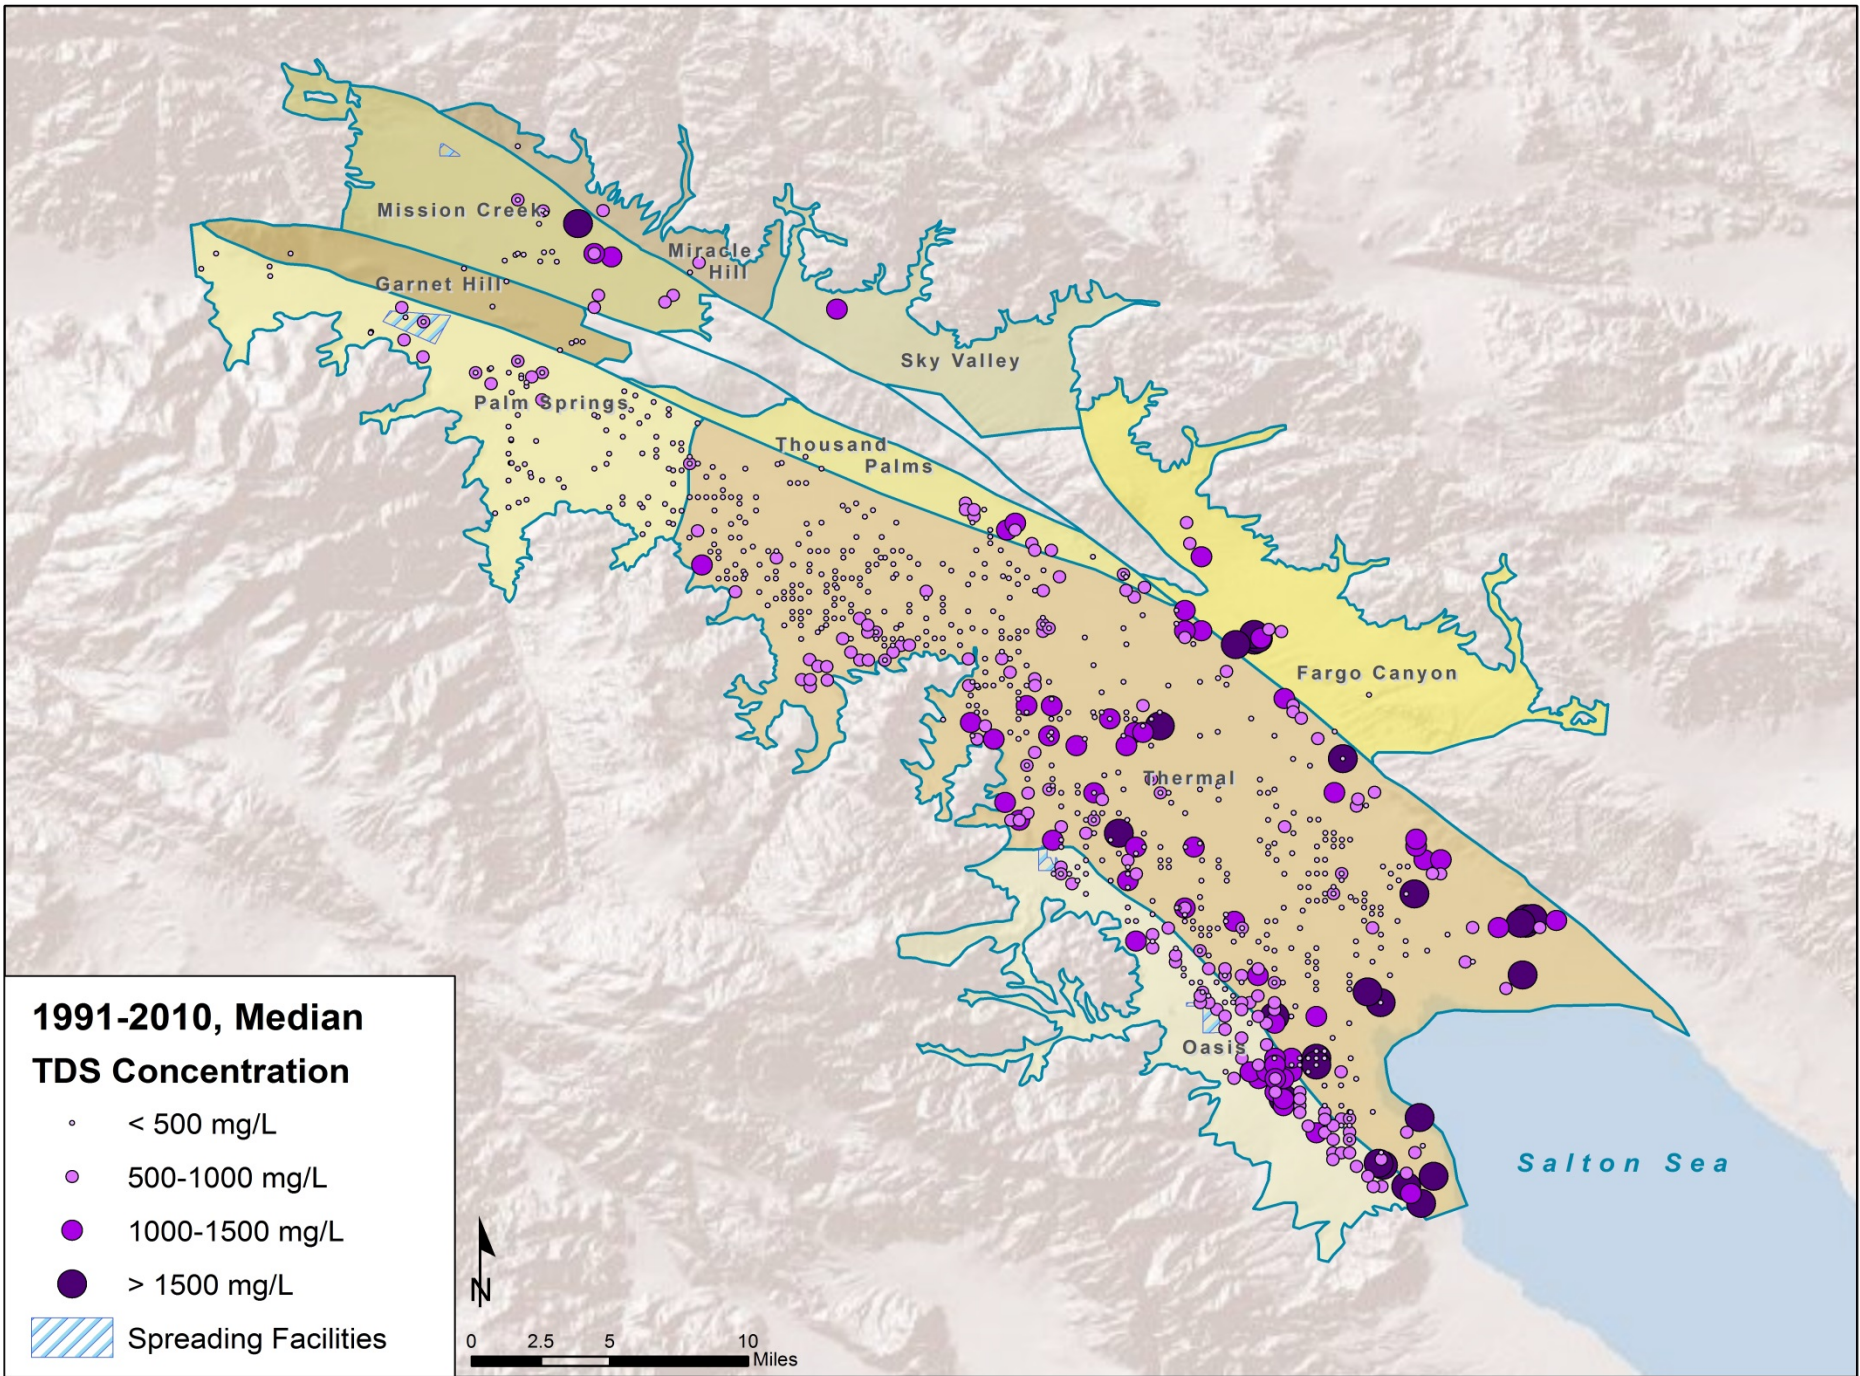 Mission Creek
Miracle
Hill
Garnet Hill
Sky Valley
Palm Springs
Thousand
Palms
Fargo Canyon
Thermal
Oasis
Salton Sea
1991-2010, Median
TDS Concentration
< 500 mg/L
500-1000 mg/L
1000-1500 mg/L
> 1500 mg/L
Spreading Facilities
N
0 2.5 5 10
Miles